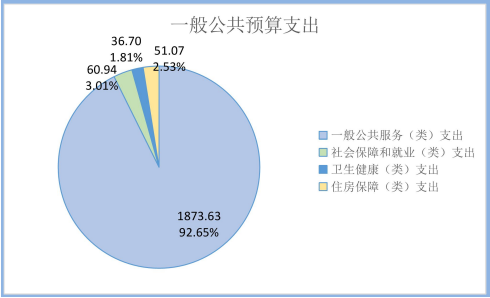 一般公共预算支出
36.70
1.81%
51.07
2.53%
60.94
3.01%
1873.63
92.65%
一般公共服务（类）支出
社会保障和就业（类）支出
卫生健康（类）支出
住房保障（类）支出